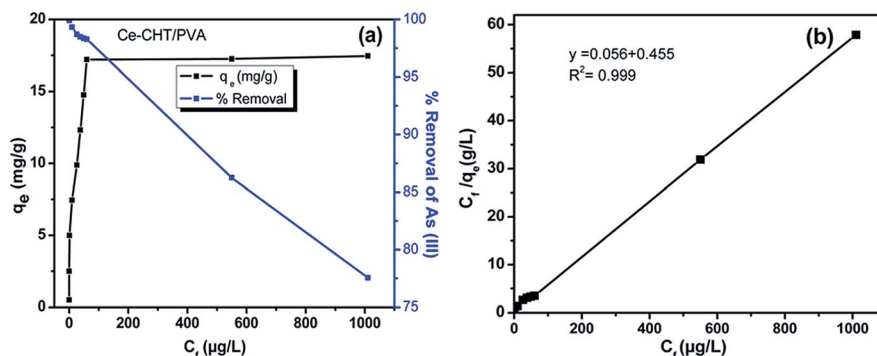 Ce-CHT/PVA
(a)
q e (mg/g)
% Removal
20
15
10
5
0
qe (mg/g)
100
95
90
85
80
75
% Removal of As (III)
0 200 400 600 800 1000
Cf (µg/L)
(b)
y =0.056+0.455
R2= 0.999
60
50
40
30
20
10
0
Cf /qe(g/L)
0 200 400 600 800 1000
Cf(µg/L)